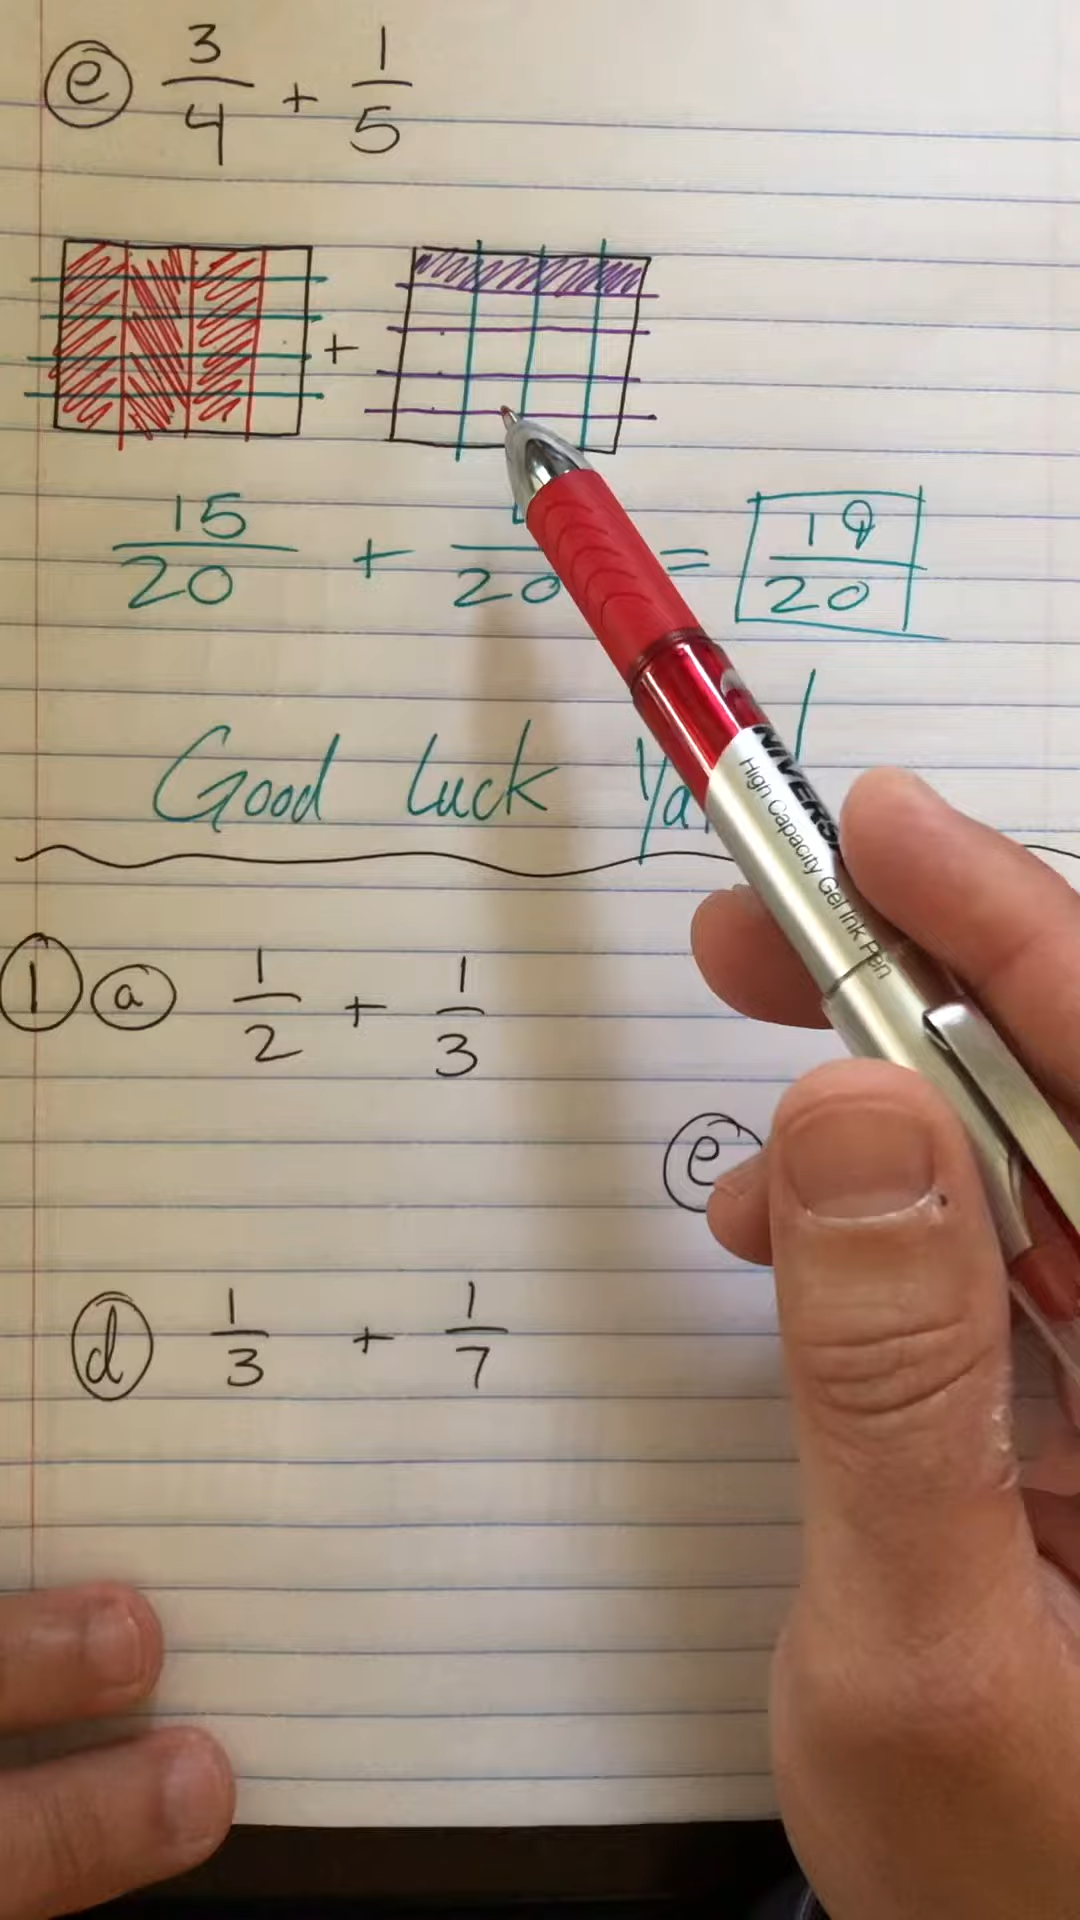 e 3/4 + 1/5
+
15/20 + /20 = 19/20
Good Luck
1 a 1/2 + 1/3
e
d 1/3 + 1/7
High Capacity Gel Ink Pen